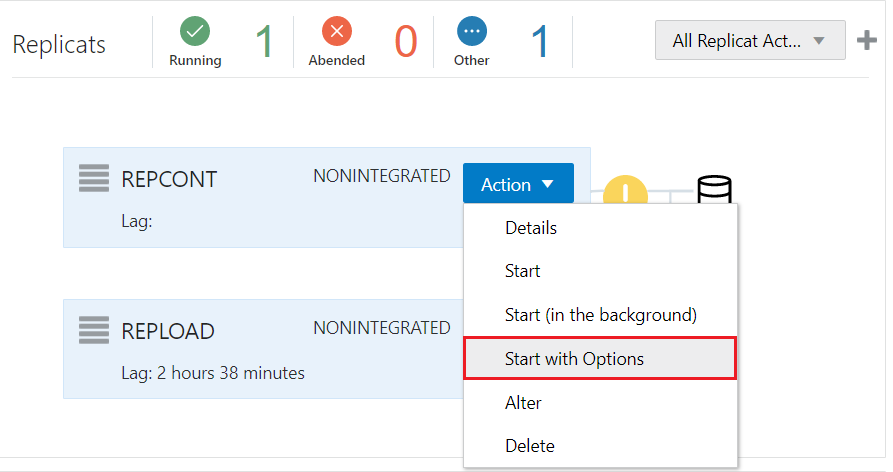 Replicats
Running
1
Abended
0
Other
1
All Replicat Act...
REPCONT
NONINTEGRATED
Action
Lag:
Details
Start
Start (in the background)
REPLOAD
NONINTEGRATED
Start with Options
Lag: 2 hours 38 minutes
Alter
Delete